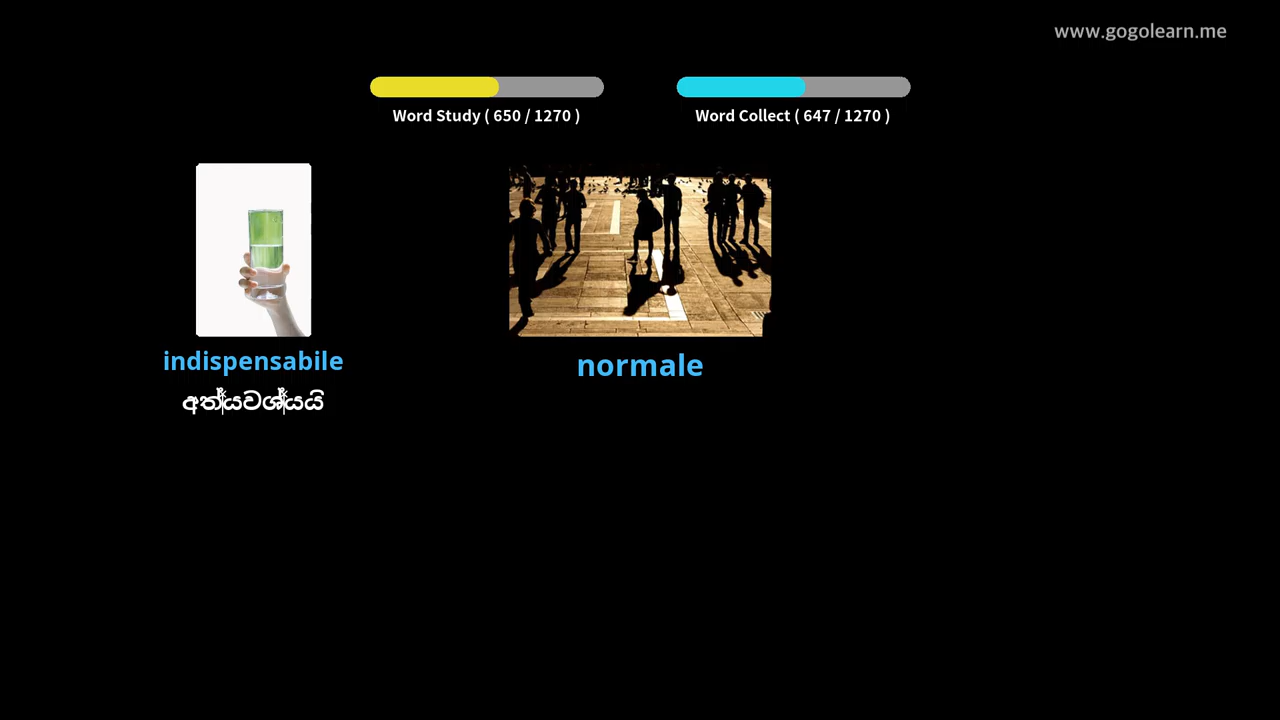 www.gogolearn.me
Word Study ( 650 / 1270 )
Word Collect ( 647 / 1270 )
indispensabile
අත්‍යවශ්‍යයි
normale